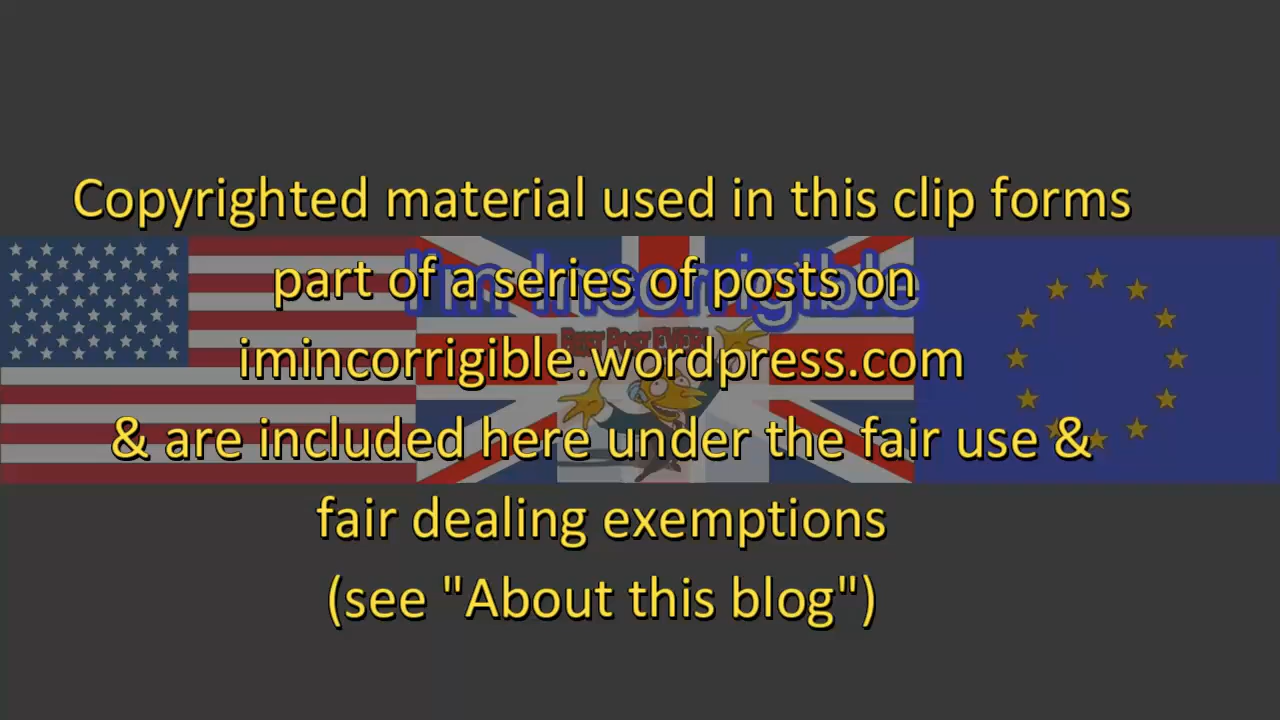 Copyrighted material used in this clip forms
part of a series of posts on
I'm Incorrigible
imincorrigible.wordpress.com
& are included here under the fair use &
fair dealing exemptions
(see "About this blog")